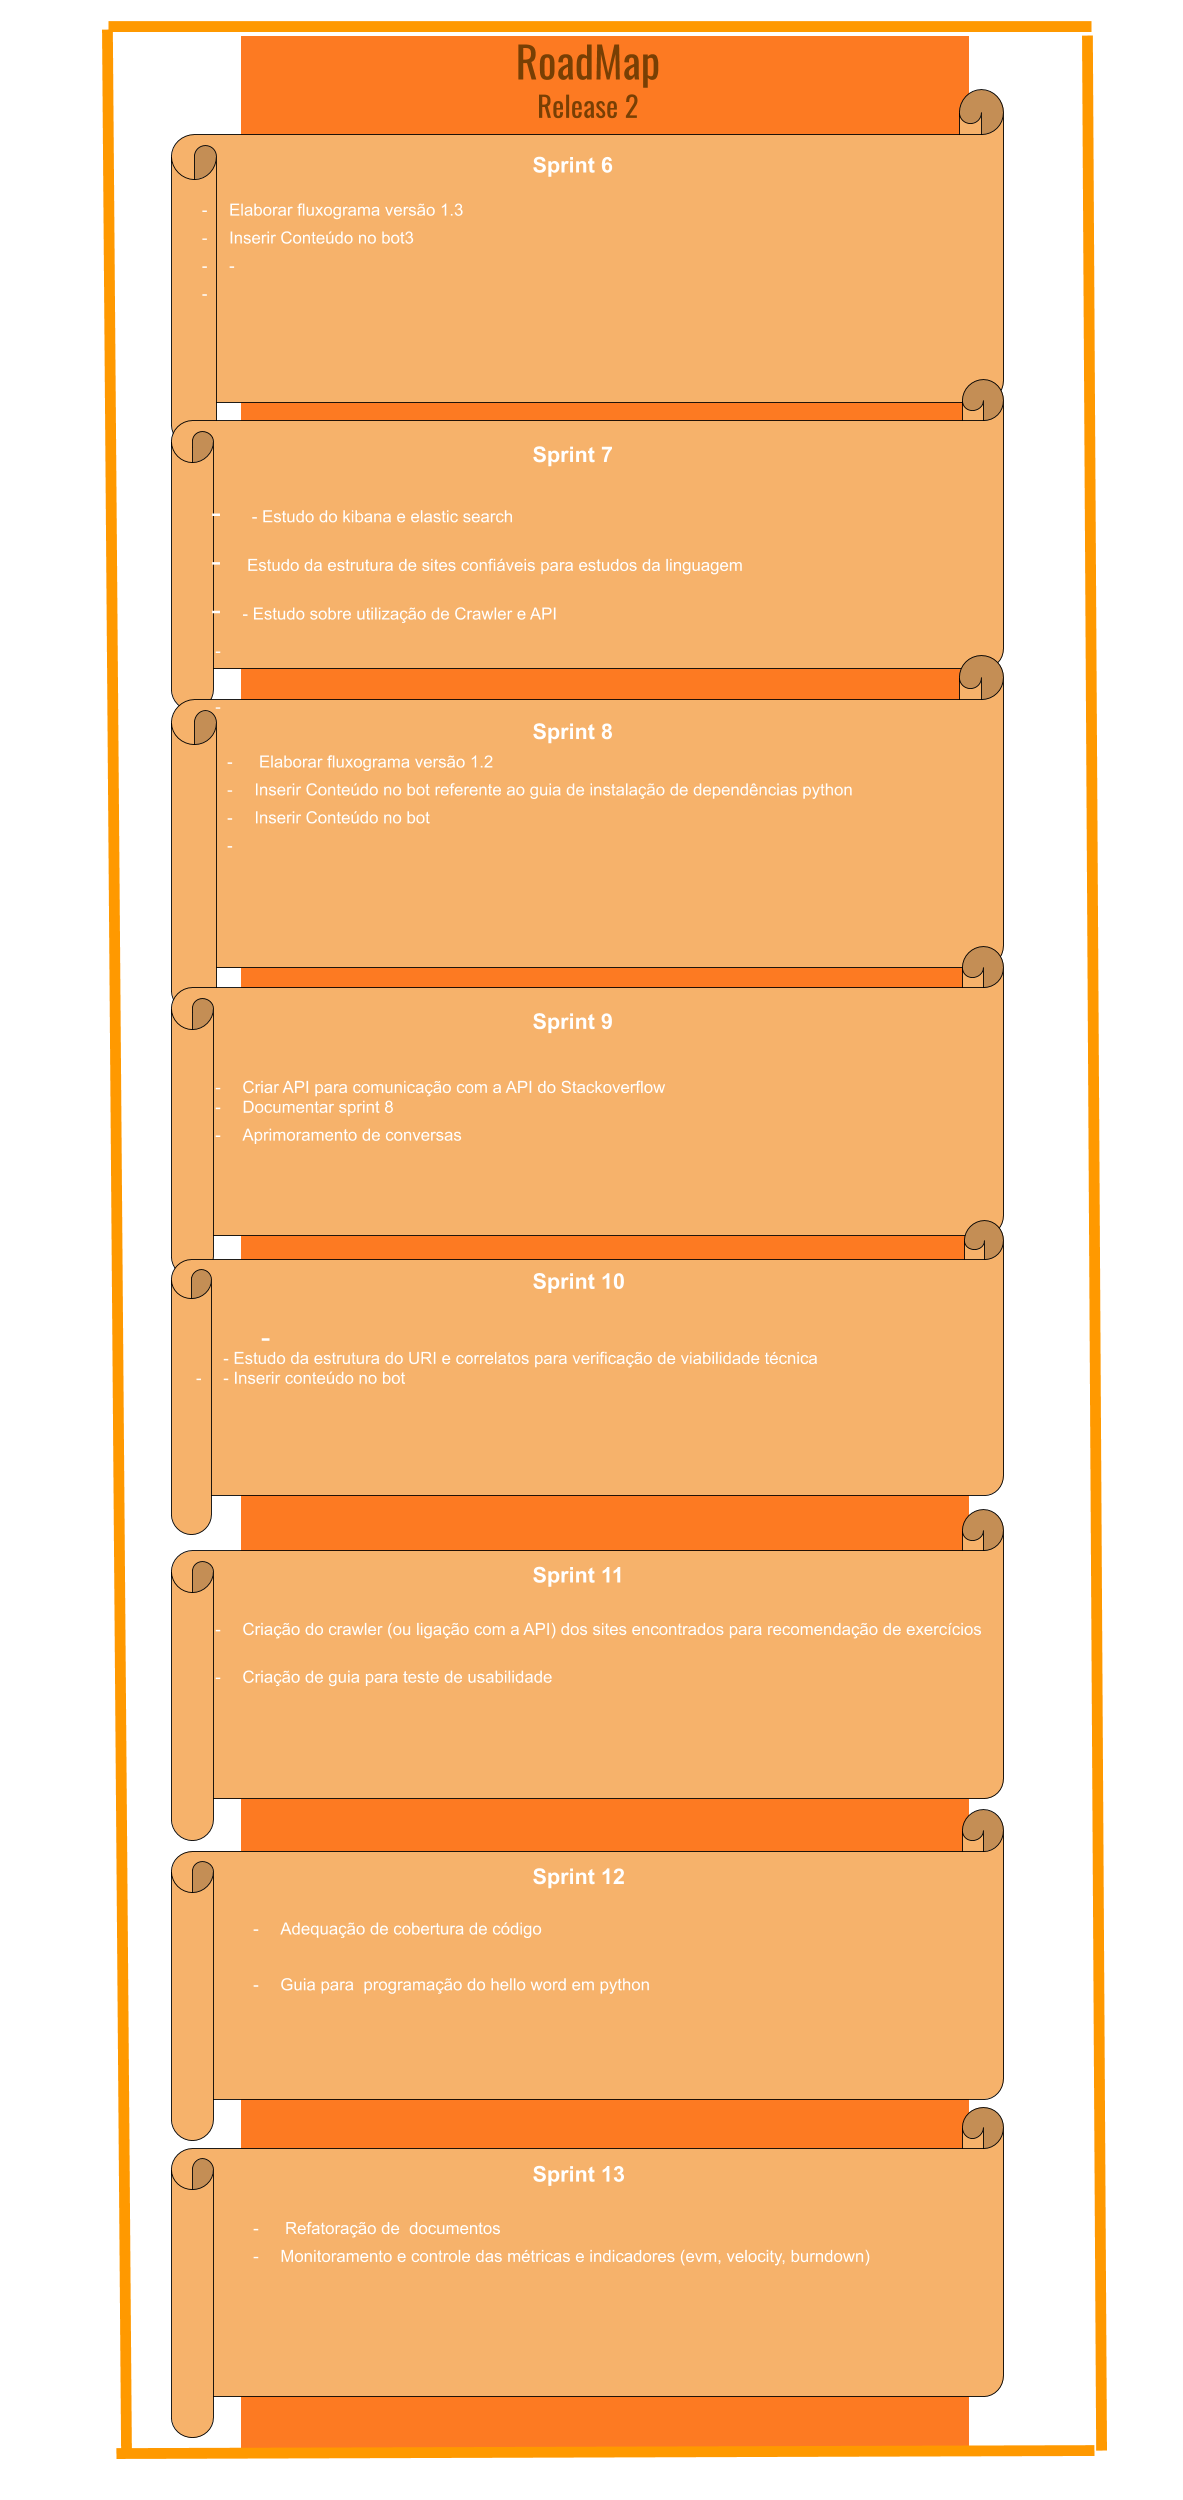 RoadMap
Release 2
Sprint 6
- Elaborar fluxograma versão 1.3
- Inserir Conteúdo no bot3
- -
-
Sprint 7
- - Estudo do kibana e elastic search
- Estudo da estrutura de sites confiáveis para estudos da linguagem
- - Estudo sobre utilização de Crawler e API
-
-
Sprint 8
- Elaborar fluxograma versão 1.2
- Inserir Conteúdo no bot referente ao guia de instalação de dependências python
- Inserir Conteúdo no bot
-
Sprint 9
- Criar API para comunicação com a API do Stackoverflow
- Documentar sprint 8
- Aprimoramento de conversas
Sprint 10
-
- Estudo da estrutura do URI e correlatos para verificação de viabilidade técnica
- - Inserir conteúdo no bot
Sprint 11
- Criação do crawler (ou ligação com a API) dos sites encontrados para recomendação de exercícios
- Criação de guia para teste de usabilidade
Sprint 12
- Adequação de cobertura de código
- Guia para  programação do hello word em python
Sprint 13
- Refatoração de  documentos
- Monitoramento e controle das métricas e indicadores (evm, velocity, burndown)